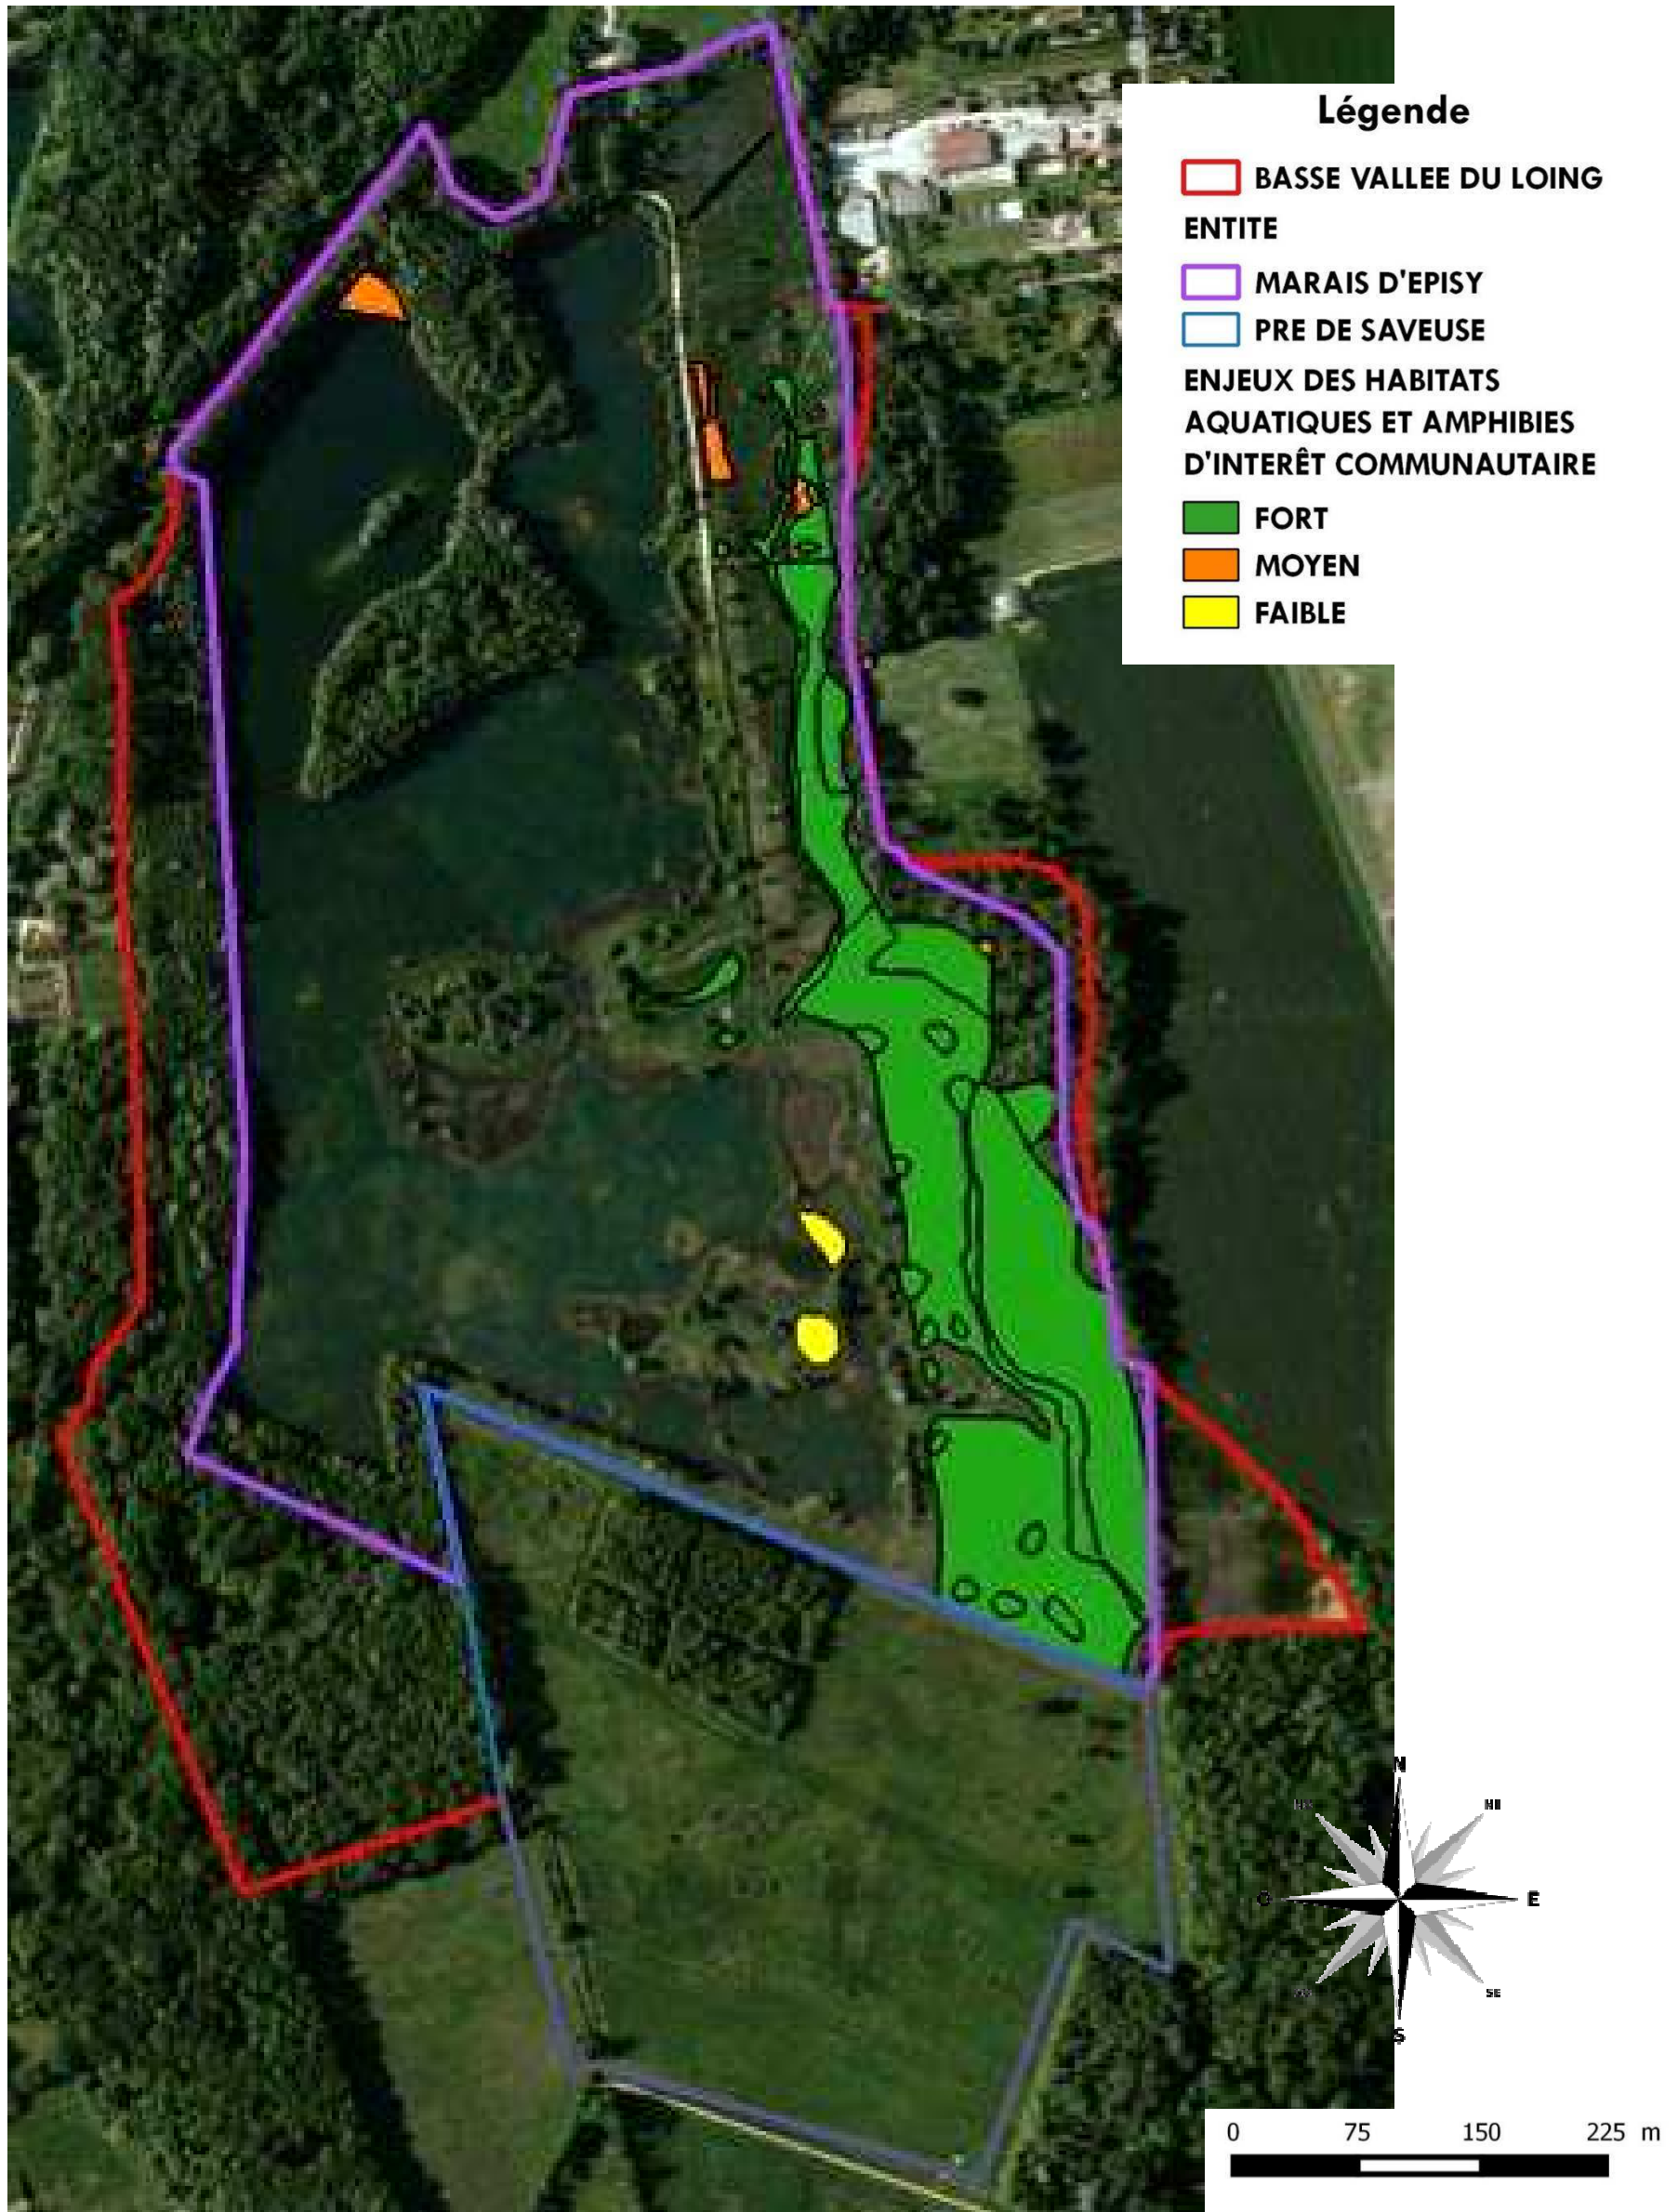 Légende
BASSE VALLEE DU LOING
ENTITE
MARAIS D'EPISY
PRE DE SAVEUSE
ENJEUX DES HABITATS
AQUATIQUES ET AMPHIBIES
D'INTERÊT COMMUNAUTAIRE
FORT
MOYEN
FAIBLE
N
NE
O
E
SE
S
0 75 150 225 m